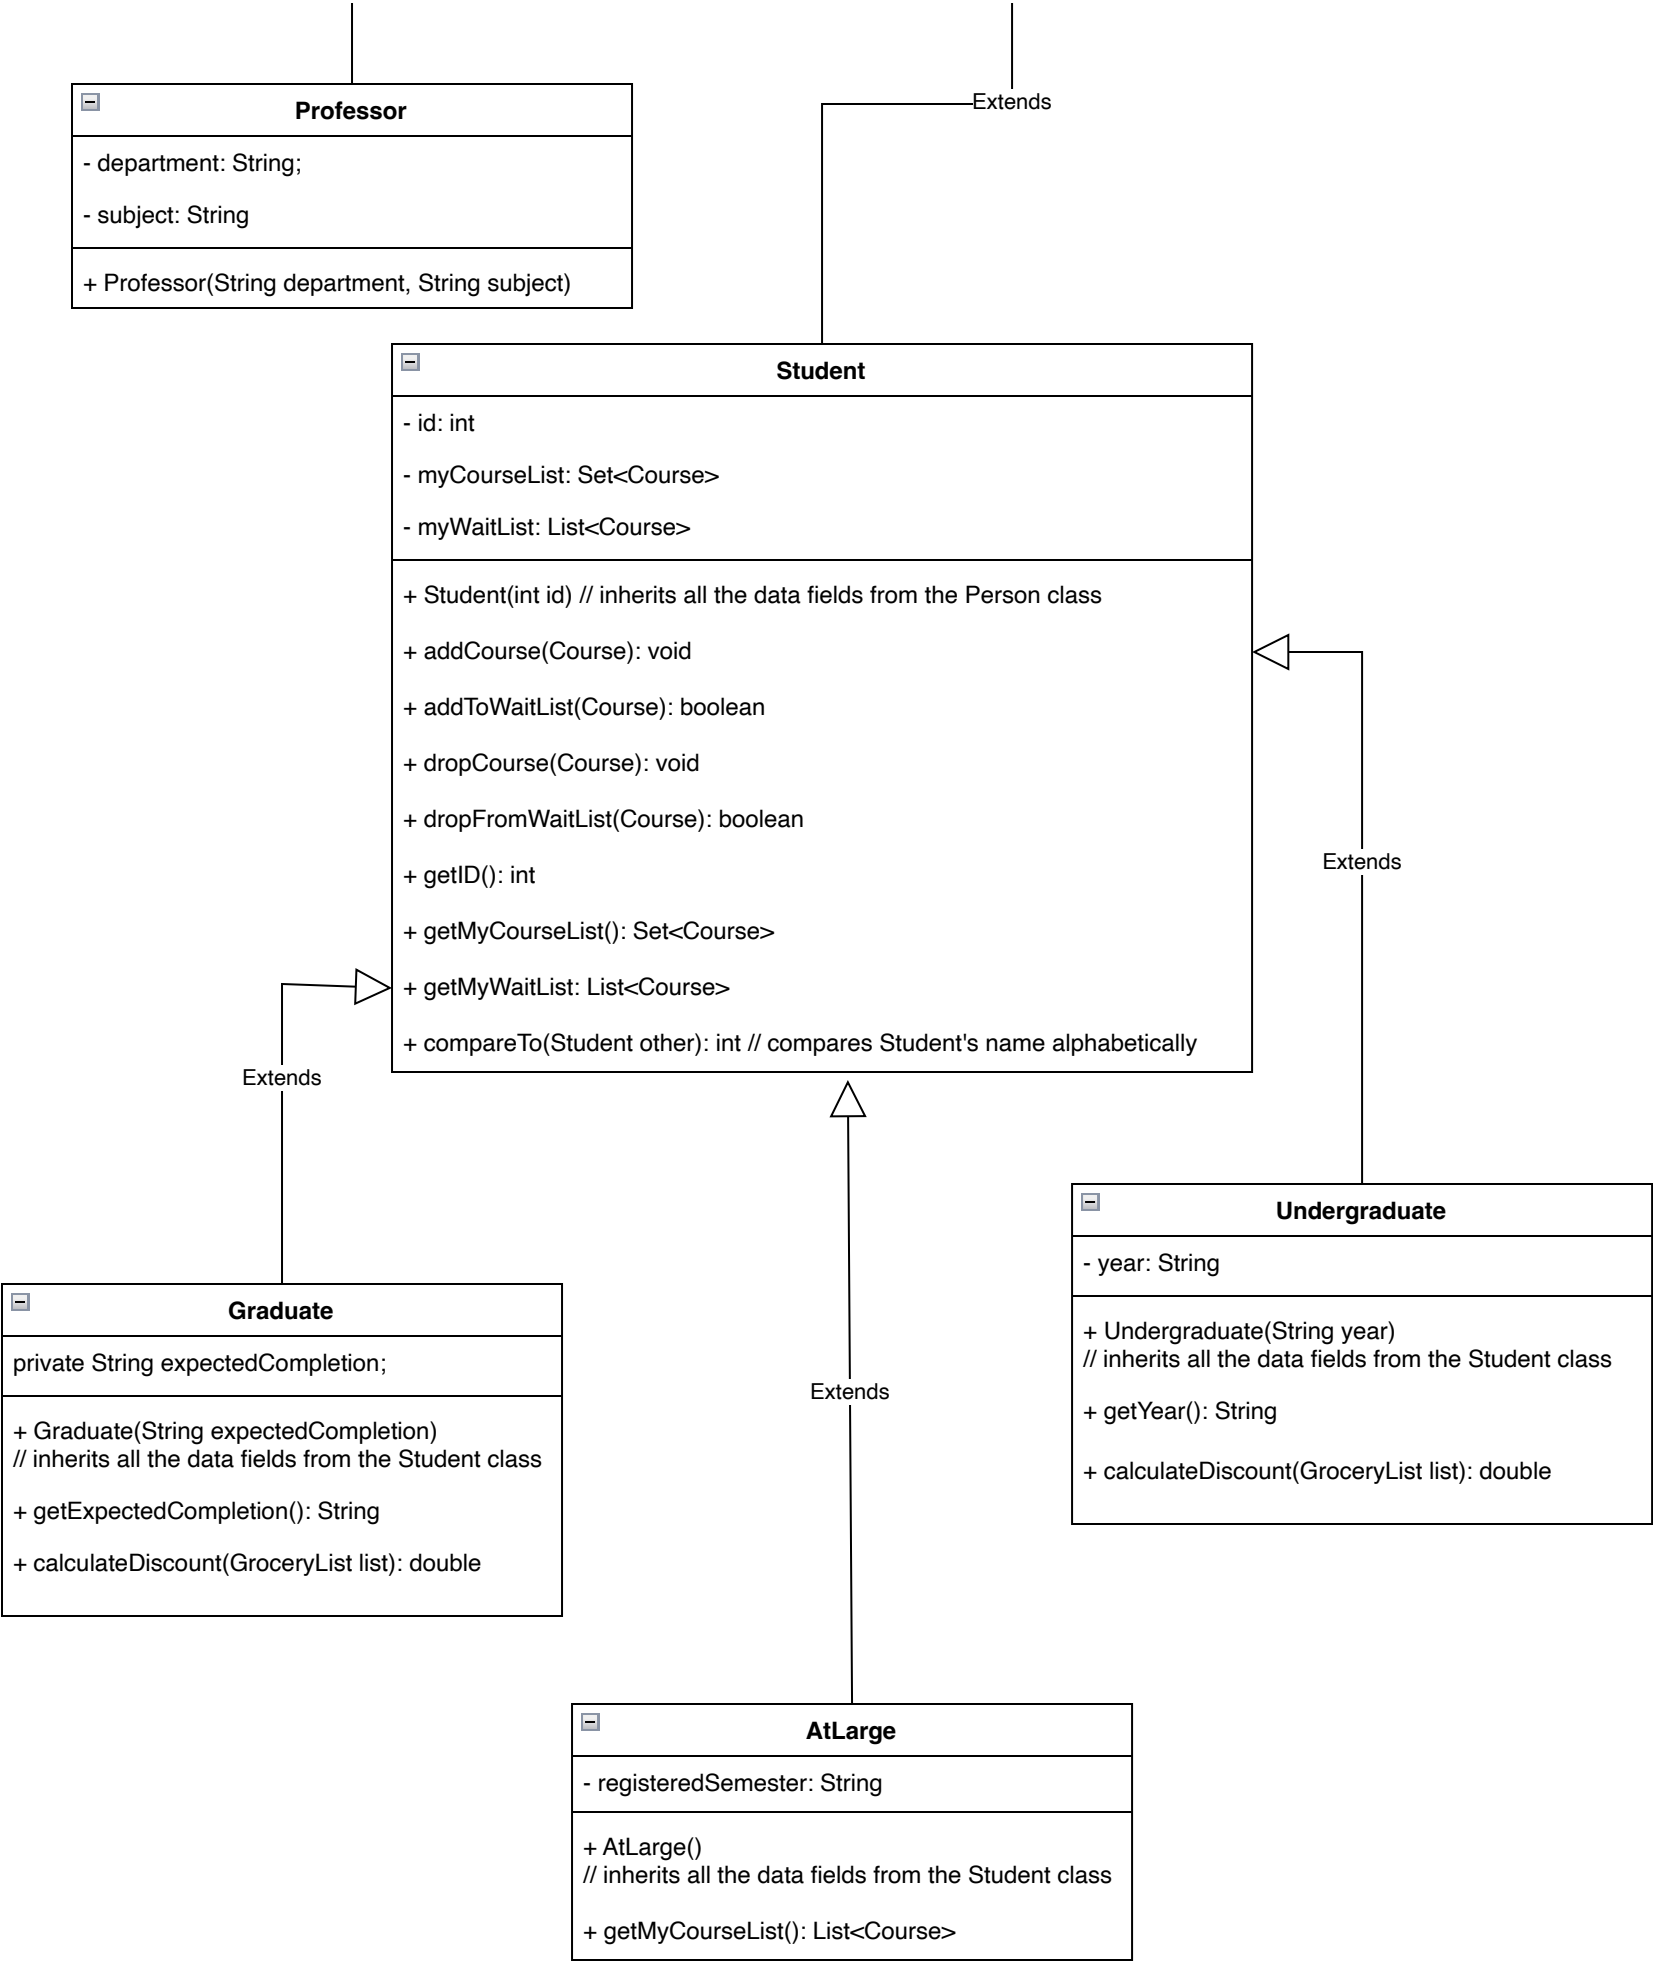 Extends
Professor
- department: String;
- subject: String
+ Professor(String department, String subject)
Student
- id: int
- myCourseList: Set<Course>
- myWaitList: List<Course>
+ Student(int id) // inherits all the data fields from the Person class
+ addCourse(Course): void
+ addToWaitList(Course): boolean
+ dropCourse(Course): void
+ dropFromWaitList(Course): boolean
+ getID(): int
+ getMyCourseList(): Set<Course>
+ getMyWaitList: List<Course>
+ compareTo(Student other): int // compares Student's name alphabetically
Extends
Extends
Extends
Undergraduate
- year: String
+ Undergraduate(String year)
// inherits all the data fields from the Student class
+ getYear(): String
+ calculateDiscount(GroceryList list): double
Graduate
private String expectedCompletion;
+ Graduate(String expectedCompletion)
// inherits all the data fields from the Student class
+ getExpectedCompletion(): String
+ calculateDiscount(GroceryList list): double
AtLarge
- registeredSemester: String
+ AtLarge()
// inherits all the data fields from the Student class
+ getMyCourseList(): List<Course>